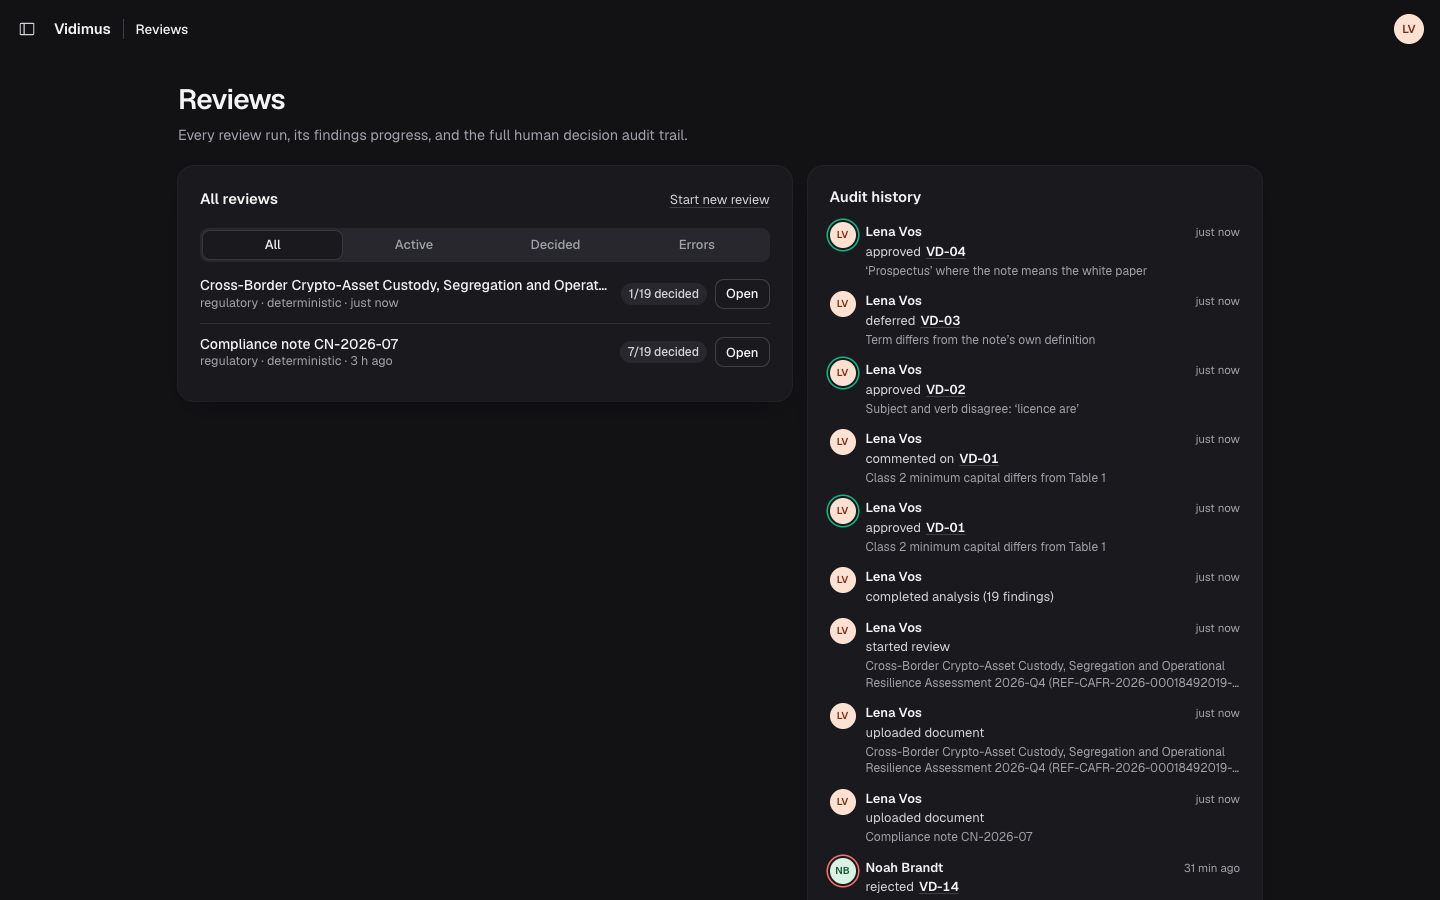 Vidimus
Reviews
LV
Reviews
Every review run, its findings progress, and the full human decision audit trail.
All reviews
Start new review
All
Active
Decided
Errors
Cross-Border Crypto-Asset Custody, Segregation and Operat...
regulatory · deterministic · just now
1/19 decided
Open
Compliance note CN-2026-07
regulatory · deterministic · 3 h ago
7/19 decided
Open
Audit history
LV
Lena Vos
just now
approved VD-04
‘Prospectus’ where the note means the white paper
LV
Lena Vos
just now
deferred VD-03
Term differs from the note’s own definition
LV
Lena Vos
just now
approved VD-02
Subject and verb disagree: ‘licence are’
LV
Lena Vos
just now
commented on VD-01
Class 2 minimum capital differs from Table 1
LV
Lena Vos
just now
approved VD-01
Class 2 minimum capital differs from Table 1
LV
Lena Vos
just now
completed analysis (19 findings)
LV
Lena Vos
just now
started review
Cross-Border Crypto-Asset Custody, Segregation and Operational
Resilience Assessment 2026-Q4 (REF-CAFR-2026-00018492019-...
LV
Lena Vos
just now
uploaded document
Cross-Border Crypto-Asset Custody, Segregation and Operational
Resilience Assessment 2026-Q4 (REF-CAFR-2026-00018492019-...
LV
Lena Vos
just now
uploaded document
Compliance note CN-2026-07
NB
Noah Brandt
31 min ago
rejected VD-14